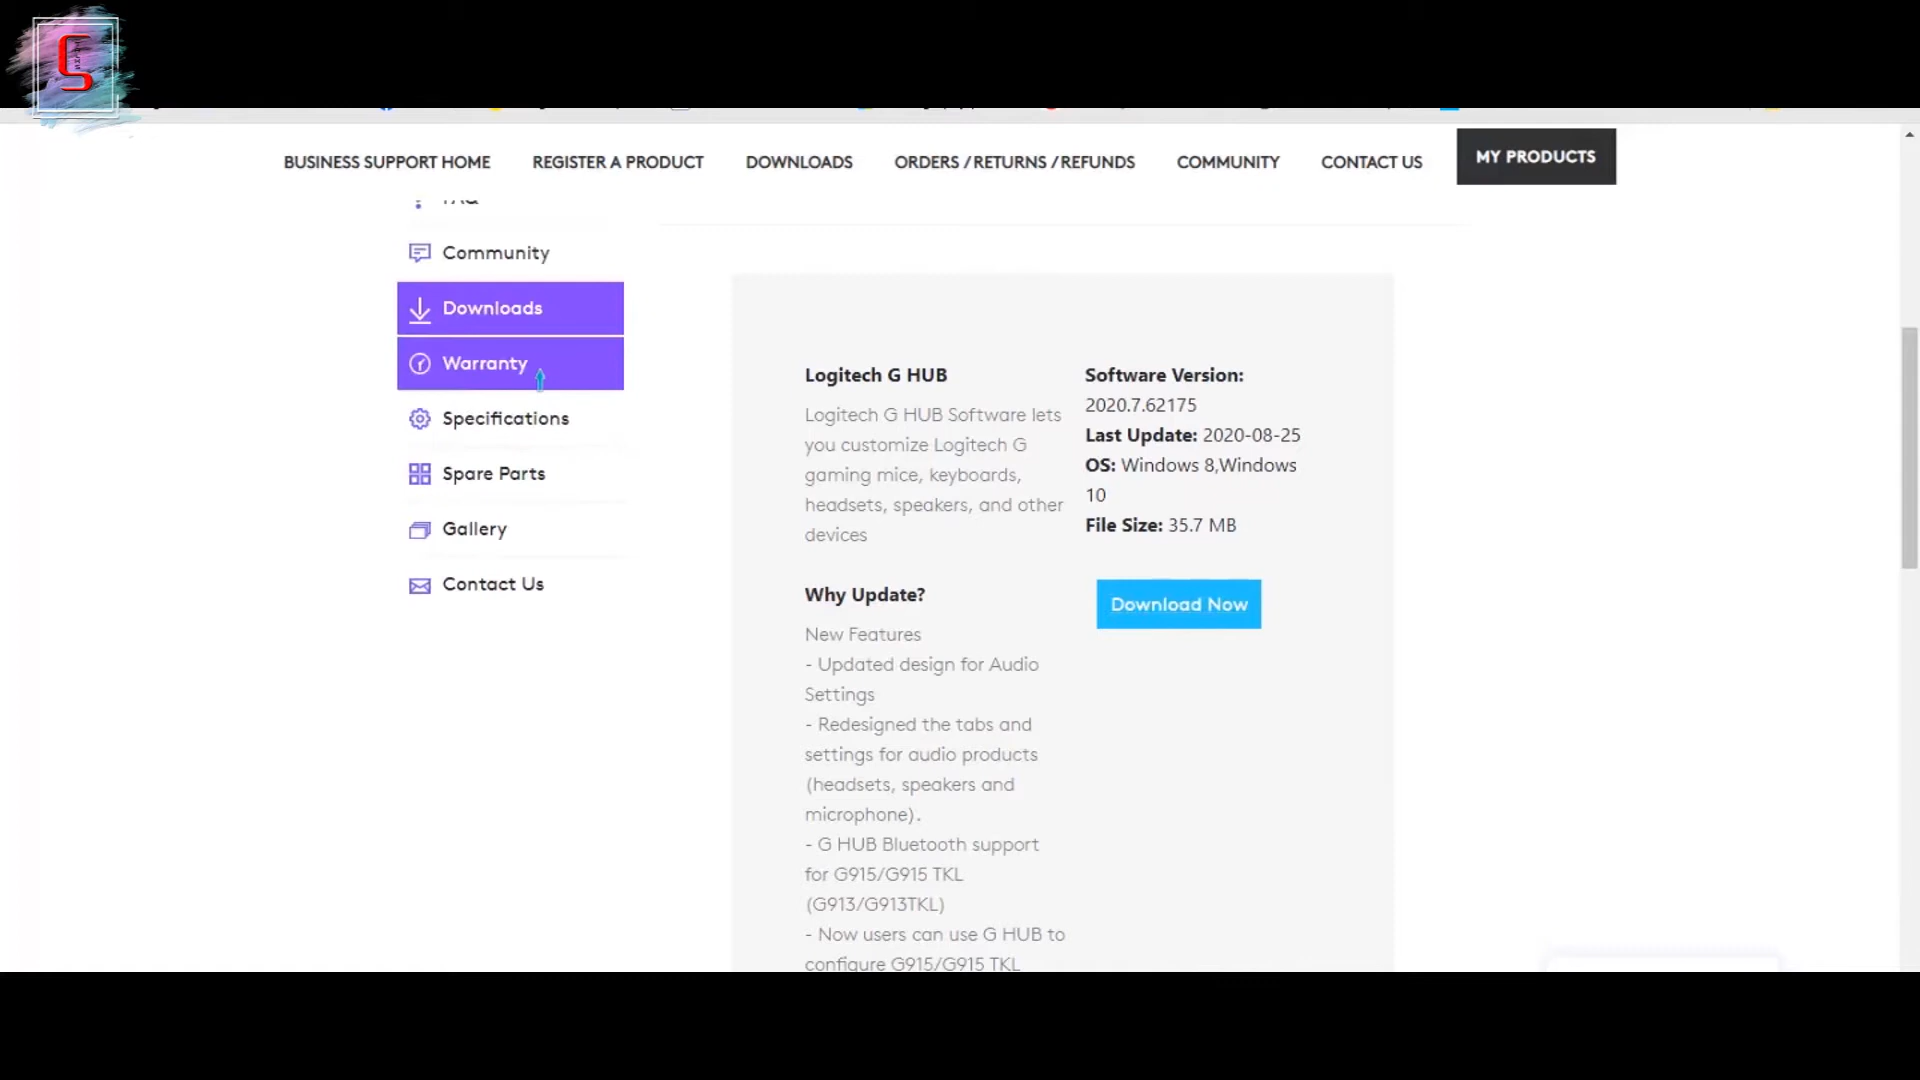 BUSINESS SUPPORT HOME REGISTER A PRODUCT DOWNLOADS ORDERS / RETURNS / REFUNDS COMMUNITY CONTACT US MY PRODUCTS
FAQ
Community
Downloads
Warranty
Specifications
Spare Parts
Gallery
Contact Us
Logitech G HUB
Logitech G HUB Software lets
you customize Logitech G
gaming mice, keyboards,
headsets, speakers, and other
devices
Why Update?
New Features
- Updated design for Audio
Settings
- Redesigned the tabs and
settings for audio products
(headsets, speakers and
microphone).
- G HUB Bluetooth support
for G915/G915 TKL
(G913/G913TKL)
- Now users can use G HUB to
configure G915/G915 TKL
Software Version:
2020.7.62175
Last Update: 2020-08-25
OS: Windows 8,Windows
10
File Size: 35.7 MB
Download Now